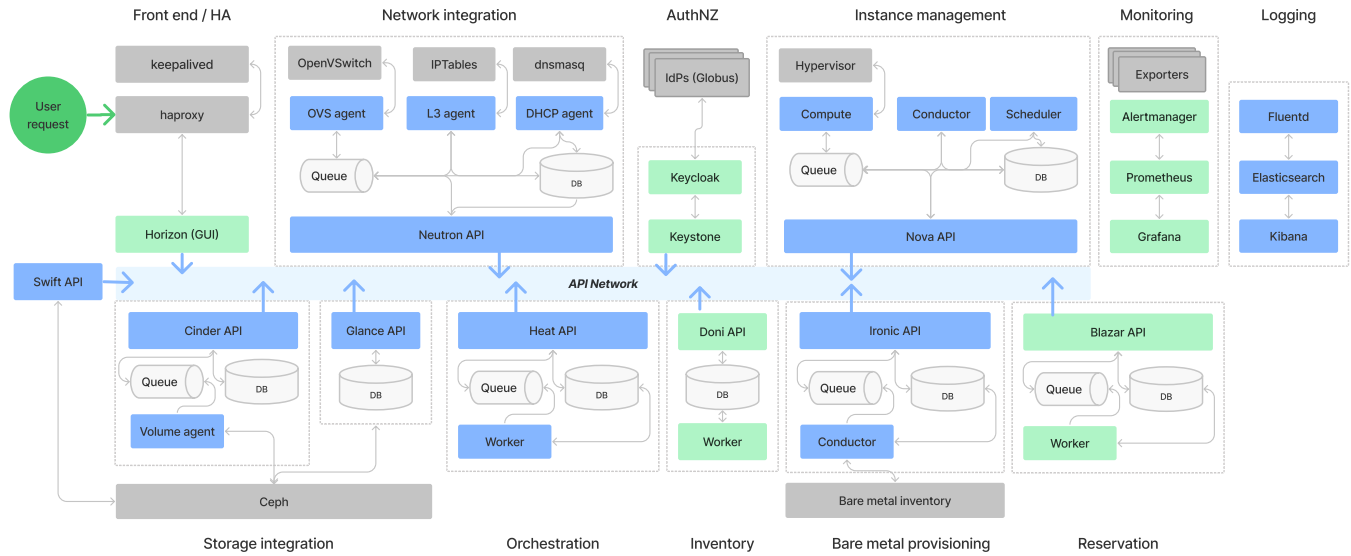 Front end / HA
Network integration
AuthNZ
Instance management
Monitoring
Logging
keepalived
OpenVSwitch
IPTables
dnsmasq
IdPs (Globus)
Hypervisor
Exporters
User
request
haproxy
OVS agent
L3 agent
DHCP agent
Compute
Conductor
Scheduler
Alertmanager
Fluentd
Queue
DB
Keycloak
Queue
DB
Prometheus
Elasticsearch
Horizon (GUI)
Neutron API
Keystone
Nova API
Grafana
Kibana
Swift API
API Network
Cinder API
Glance API
Heat API
Doni API
Ironic API
Blazar API
Queue
DB
DB
Queue
DB
DB
Queue
DB
Queue
DB
Volume agent
Worker
Worker
Conductor
Worker
Ceph
Bare metal inventory
Storage integration
Orchestration
Inventory
Bare metal provisioning
Reservation